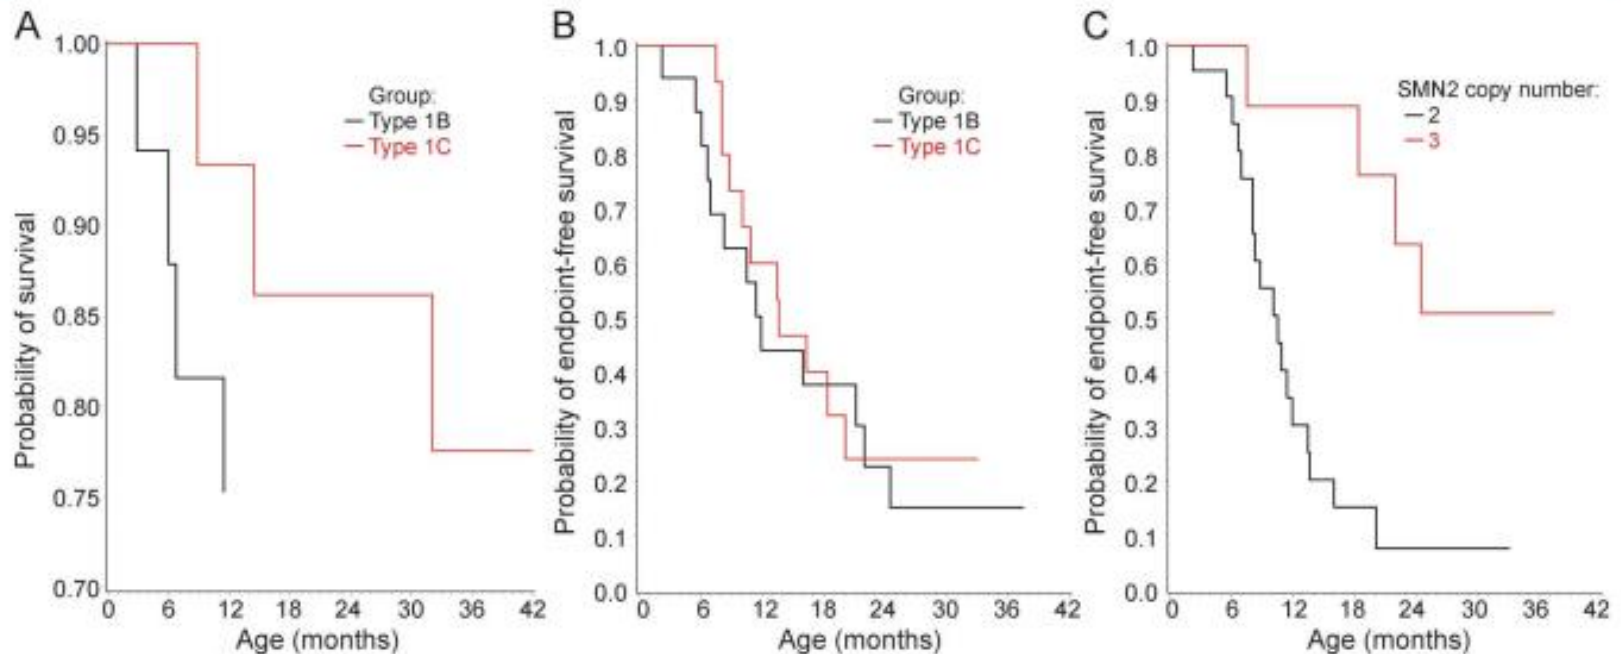 A
Probability of survival
1.00
0.95
0.90
0.85
0.80
0.75
0.70
0 6 12 18 24 30 36 42
Age (months)
Group:
Type 1B
Type 1C
B
Probability of endpoint-free survival
1.0
0.9
0.8
0.7
0.6
0.5
0.4
0.3
0.2
0.1
0.0
0 6 12 18 24 30 36 42
Age (months)
Group:
Type 1B
Type 1C
C
Probability of endpoint-free survival
1.0
0.9
0.8
0.7
0.6
0.5
0.4
0.3
0.2
0.1
0.0
0 6 12 18 24 30 36 42
Age (months)
SMN2 copy number:
2
3